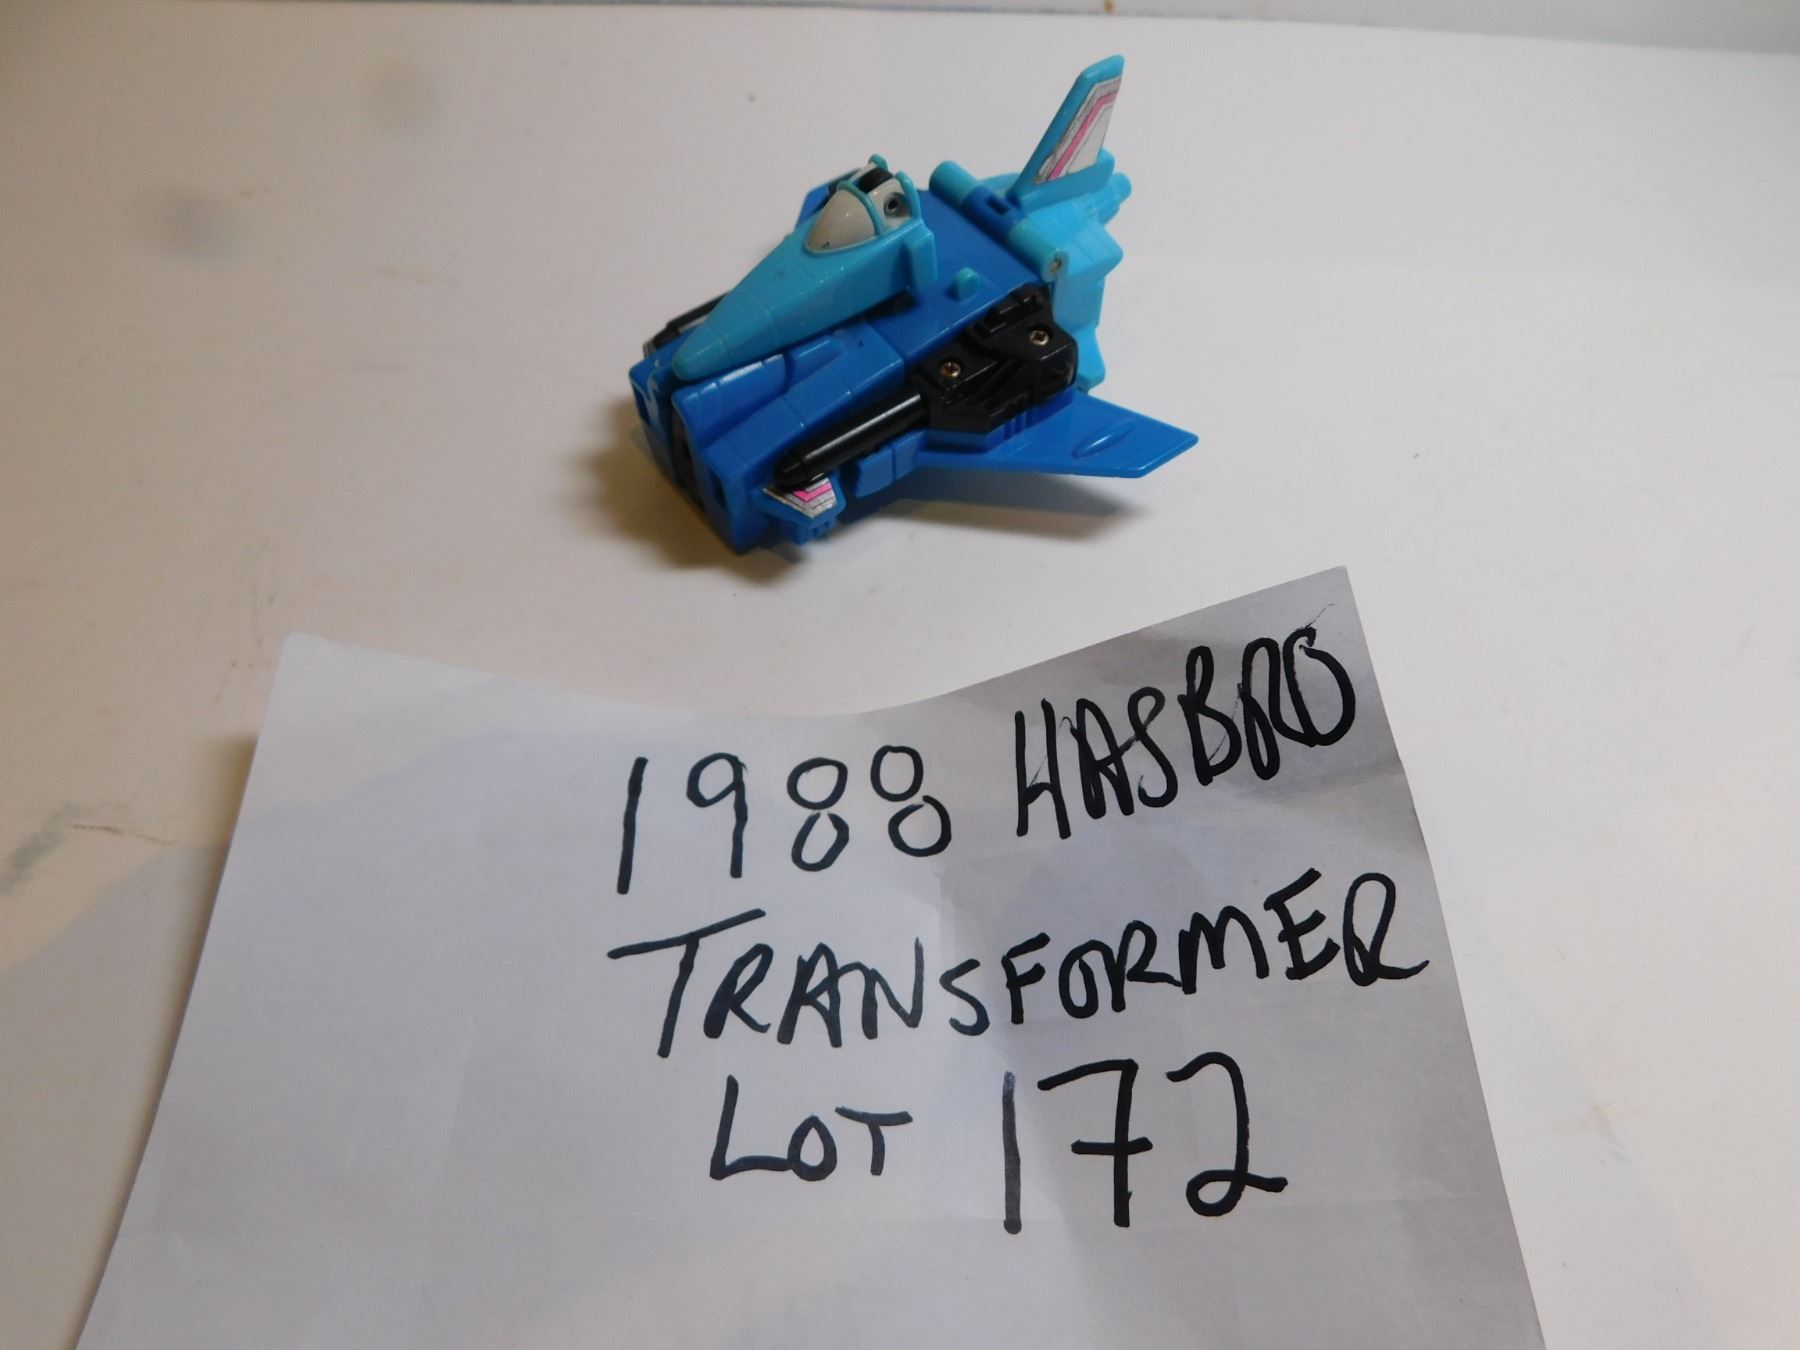 1988 HASBRO
TRANSFORMER
LOT 172